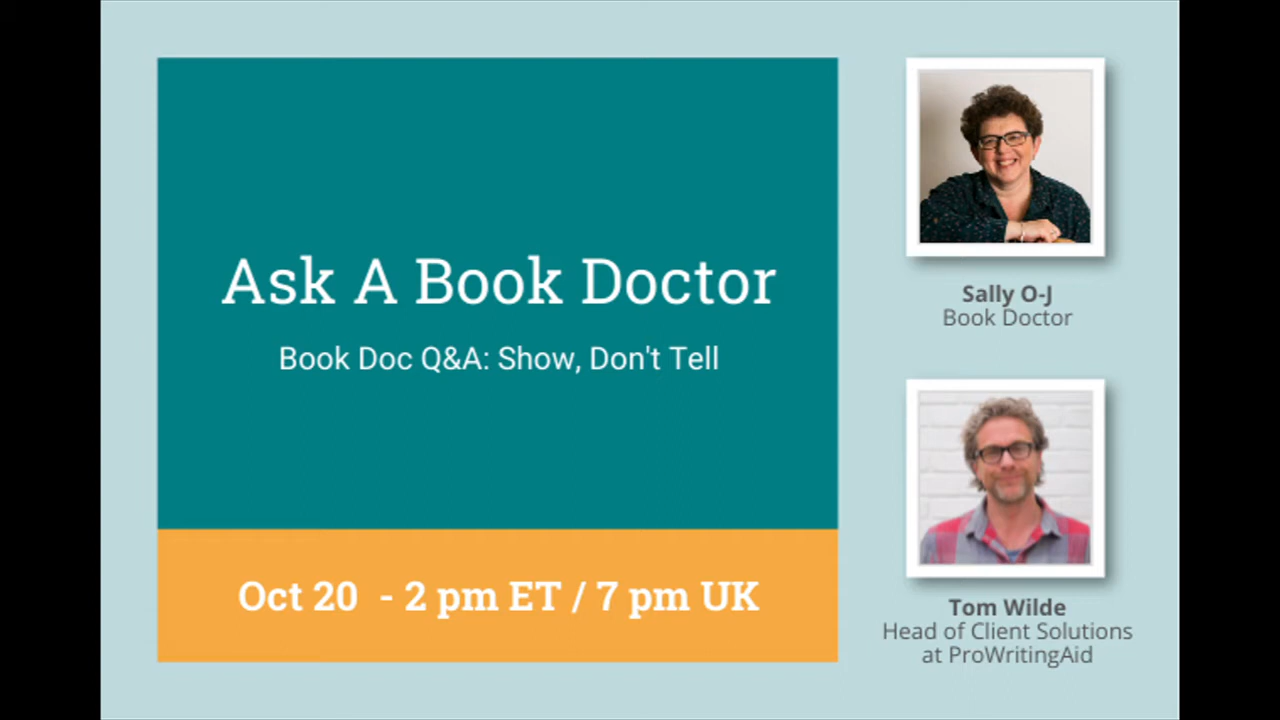 Ask A Book Doctor
Book Doc Q&A: Show, Don't Tell
Oct 20 - 2 pm ET / 7 pm UK
Sally O-J
Book Doctor
Tom Wilde
Head of Client Solutions
at ProWritingAid